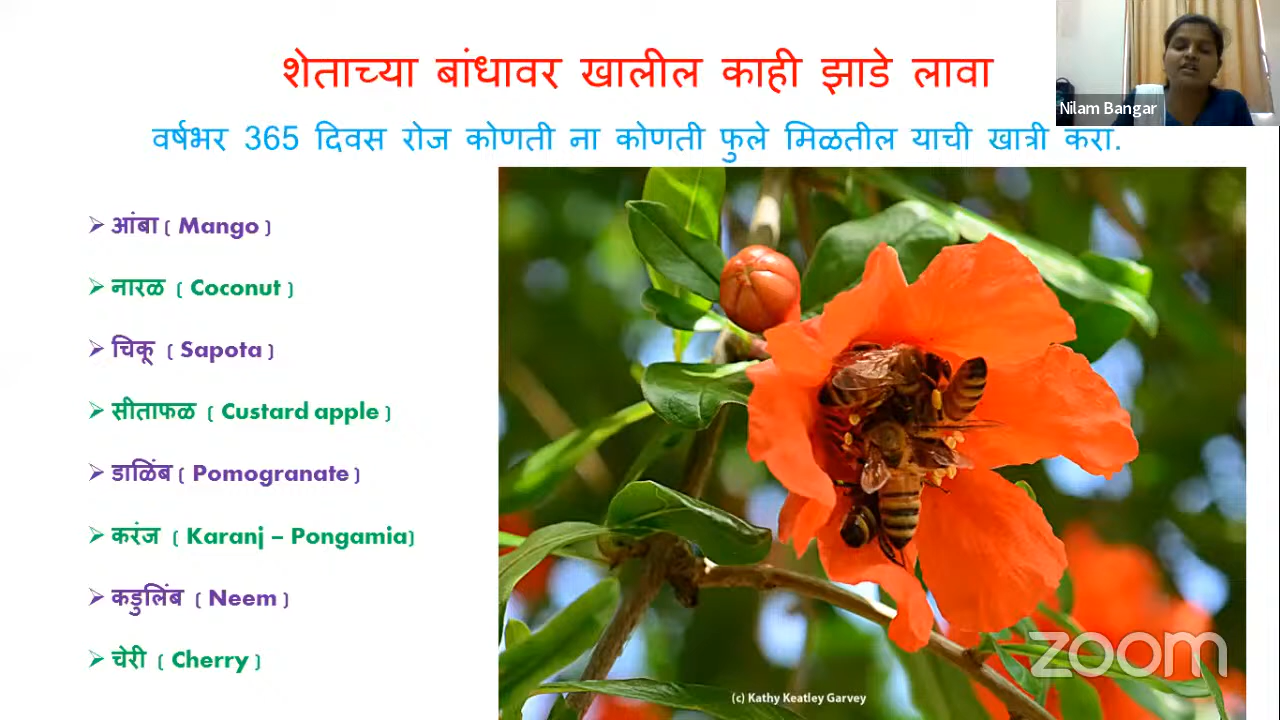 शेताच्या बांधावर खालील काही झाडे लावा
वर्षभर 365 दिवस रोज कोणती ना कोणती फुले मिळतील याची खात्री करा.
Nilam Bangar
➢ आंबा ( Mango )
➢ नारळ ( Coconut )
➢ चिकू ( Sapota )
➢ सीताफळ ( Custard apple )
➢ डाळिंब ( Pomogranate )
➢ करंज ( Karanj – Pongamia)
➢ कडुलिंब ( Neem )
➢ चेरी ( Cherry )
zoom
(c) Kathy Keatley Garvey